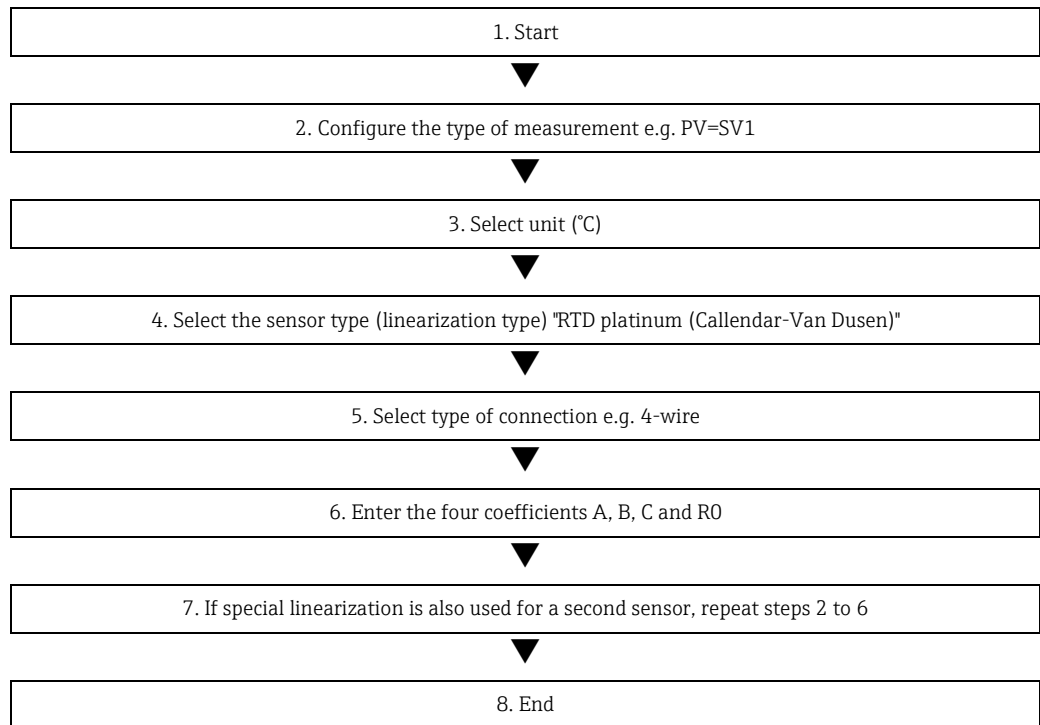 1. Start
2. Configure the type of measurement e.g. PV=SV1
3. Select unit (°C)
4. Select the sensor type (linearization type) "RTD platinum (Callendar-Van Dusen)"
5. Select type of connection e.g. 4-wire
6. Enter the four coefficients A, B, C and R0
7. If special linearization is also used for a second sensor, repeat steps 2 to 6
8. End